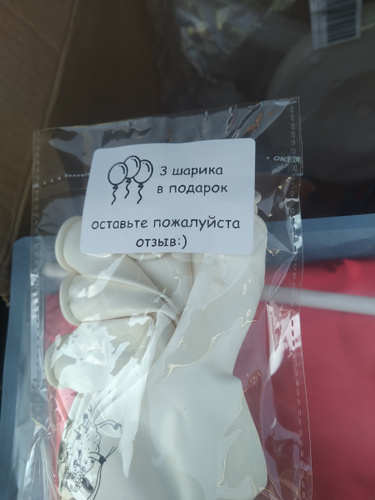 3 шарика
в подарок
оставьте пожалуйста
отзыв:)